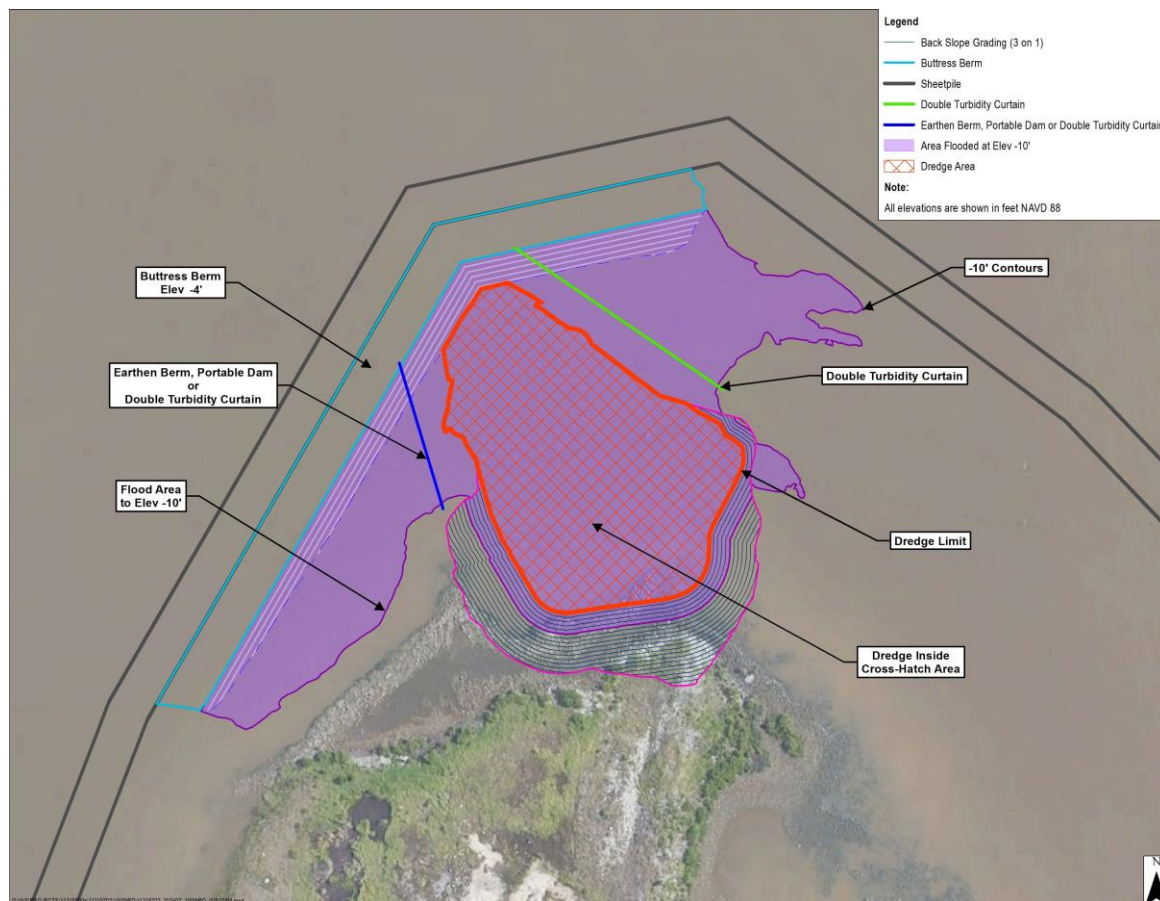 Legend
Back Slope Grading (3 on 1)
Buttress Berm
Sheetpile
Double Turbidity Curtain
Earthen Berm, Portable Dam or Double Turbidity Curtain
Area Flooded at Elev -10'
Dredge Area
Note:
All elevations are shown in feet NAVD 88
Buttress Berm
Elev -4'
-10' Contours
Earthen Berm, Portable Dam
or
Double Turbidity Curtain
Double Turbidity Curtain
Flood Area
to Elev -10'
Dredge Limit
Dredge Inside
Cross-Hatch Area
N